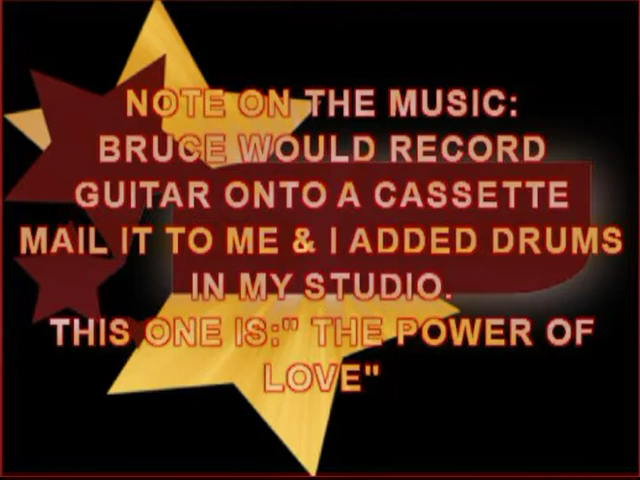 NOTE ON THE MUSIC:
BRUCE WOULD RECORD
GUITAR ONTO A CASSETTE
MAIL IT TO ME & I ADDED DRUMS
IN MY STUDIO.
THIS ONE IS:" THE POWER OF
LOVE"